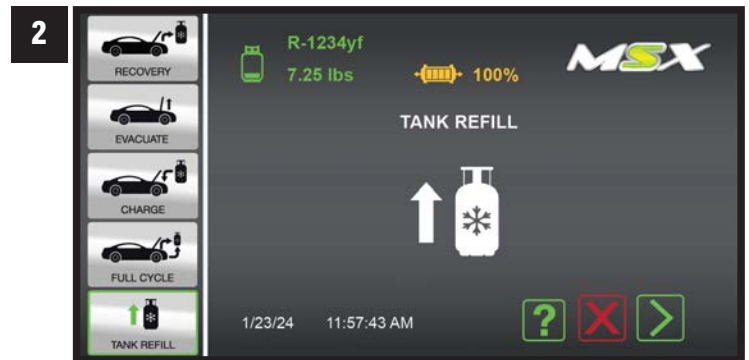 2
RECOVERY
EVACUATE
CHARGE
FULL CYCLE
TANK REFILL
R-1234yf
7.25 lbs
100%
MSX
TANK REFILL
1/23/24 11:57:43 AM
?